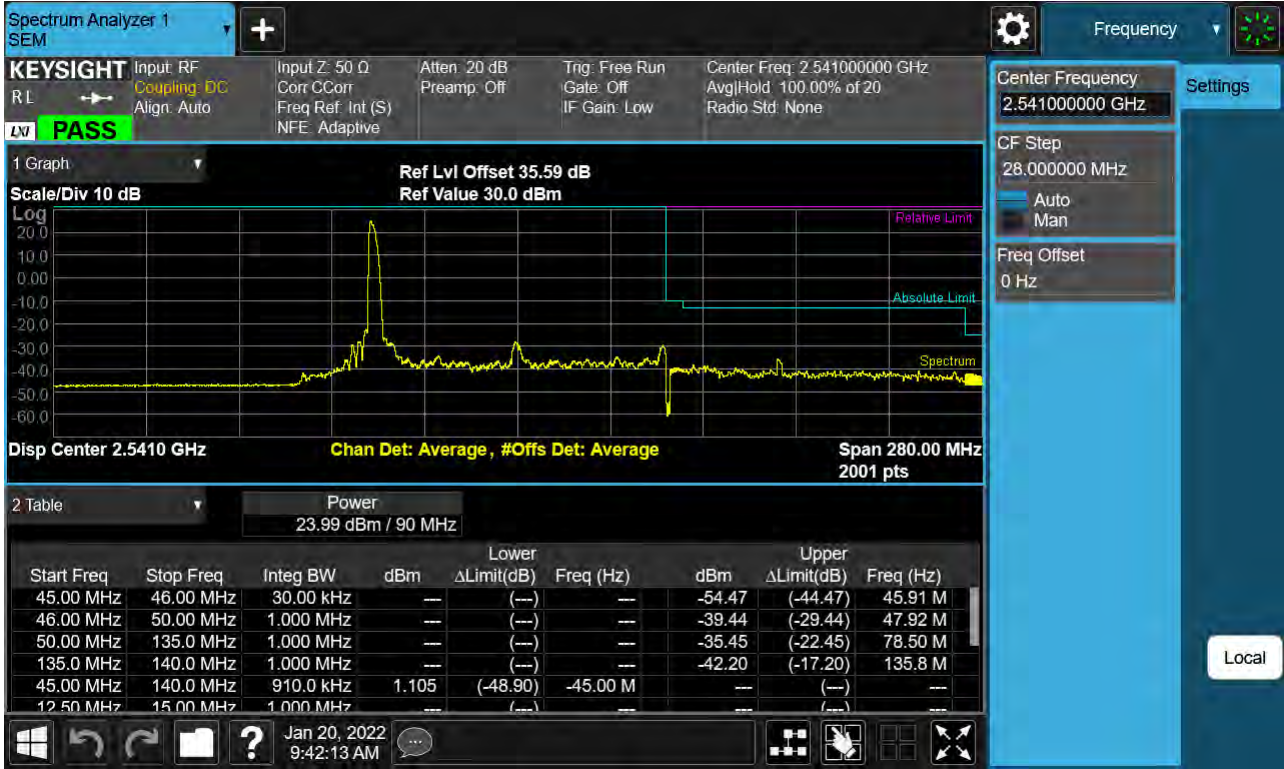 Spectrum Analyzer 1
SEM
Frequency
KEYSIGHT
R L
LXI
PASS
Input: RF
Coupling: DC
Align: Auto
Input Z: 50 Ω
Corr CCorr
Freq Ref: Int (S)
NFE: Adaptive
Atten: 20 dB
Preamp: Off
Trig: Free Run
Gate: Off
IF Gain: Low
Center Freq: 2.541000000 GHz
Avg|Hold: 100.00% of 20
Radio Std: None
Center Frequency
2.541000000 GHz
Settings
CF Step
28.000000 MHz
Auto
Man
Freq Offset
0 Hz
Local
1 Graph
Scale/Div 10 dB
Ref Lvl Offset 35.59 dB
Ref Value 30.0 dBm
Log
20.0
10.0
0.00
-10.0
-20.0
-30.0
-40.0
-50.0
-60.0
Relative Limit
Absolute Limit
Spectrum
Disp Center 2.5410 GHz
Chan Det: Average, #Offs Det: Average
Span 280.00 MHz
2001 pts
2 Table
Power
23.99 dBm / 90 MHz
Lower Upper
Start Freq Stop Freq Integ BW dBm ΔLimit(dB) Freq (Hz) dBm ΔLimit(dB) Freq (Hz)
45.00 MHz 46.00 MHz 30.00 kHz --- (---) --- -54.47 (-44.47) 45.91 M
46.00 MHz 50.00 MHz 1.000 MHz --- (---) --- -39.44 (-29.44) 47.92 M
50.00 MHz 135.0 MHz 1.000 MHz --- (---) --- -35.45 (-22.45) 78.50 M
135.0 MHz 140.0 MHz 1.000 MHz --- (---) --- -42.20 (-17.20) 135.8 M
45.00 MHz 140.0 MHz 910.0 kHz 1.105 (-48.90) -45.00 M --- (---) ---
12.50 MHz 15.00 MHz 1.000 MHz --- (---) --- --- (---) ---
Jan 20, 2022
9:42:13 AM